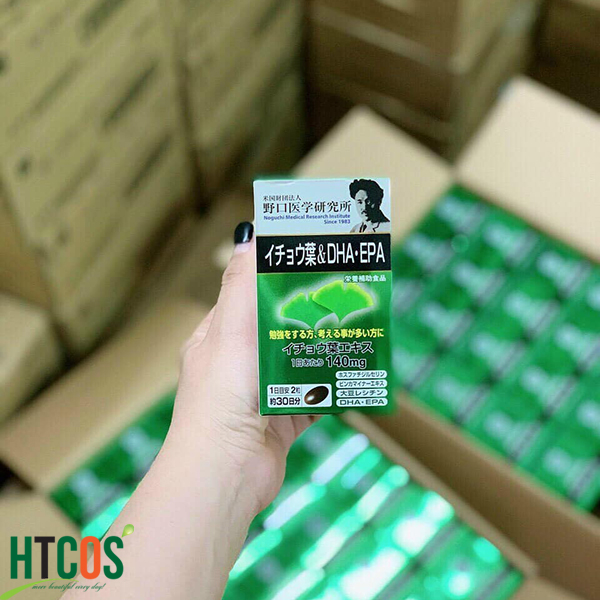 米国財団法人
野口医学研究所
Noguchi Medical Research Institute
Since 1983
イチョウ葉&DHA・EPA
栄養補助食品
勉強をする方、考える事が多い方に
イチョウ葉エキス
1日あたり 140mg
ホスファチジルセリン
ビンカマイナーエキス
大豆レシチン
DHA・EPA
1日目安 2粒
約30日分
HTCOS
more beautiful every day!